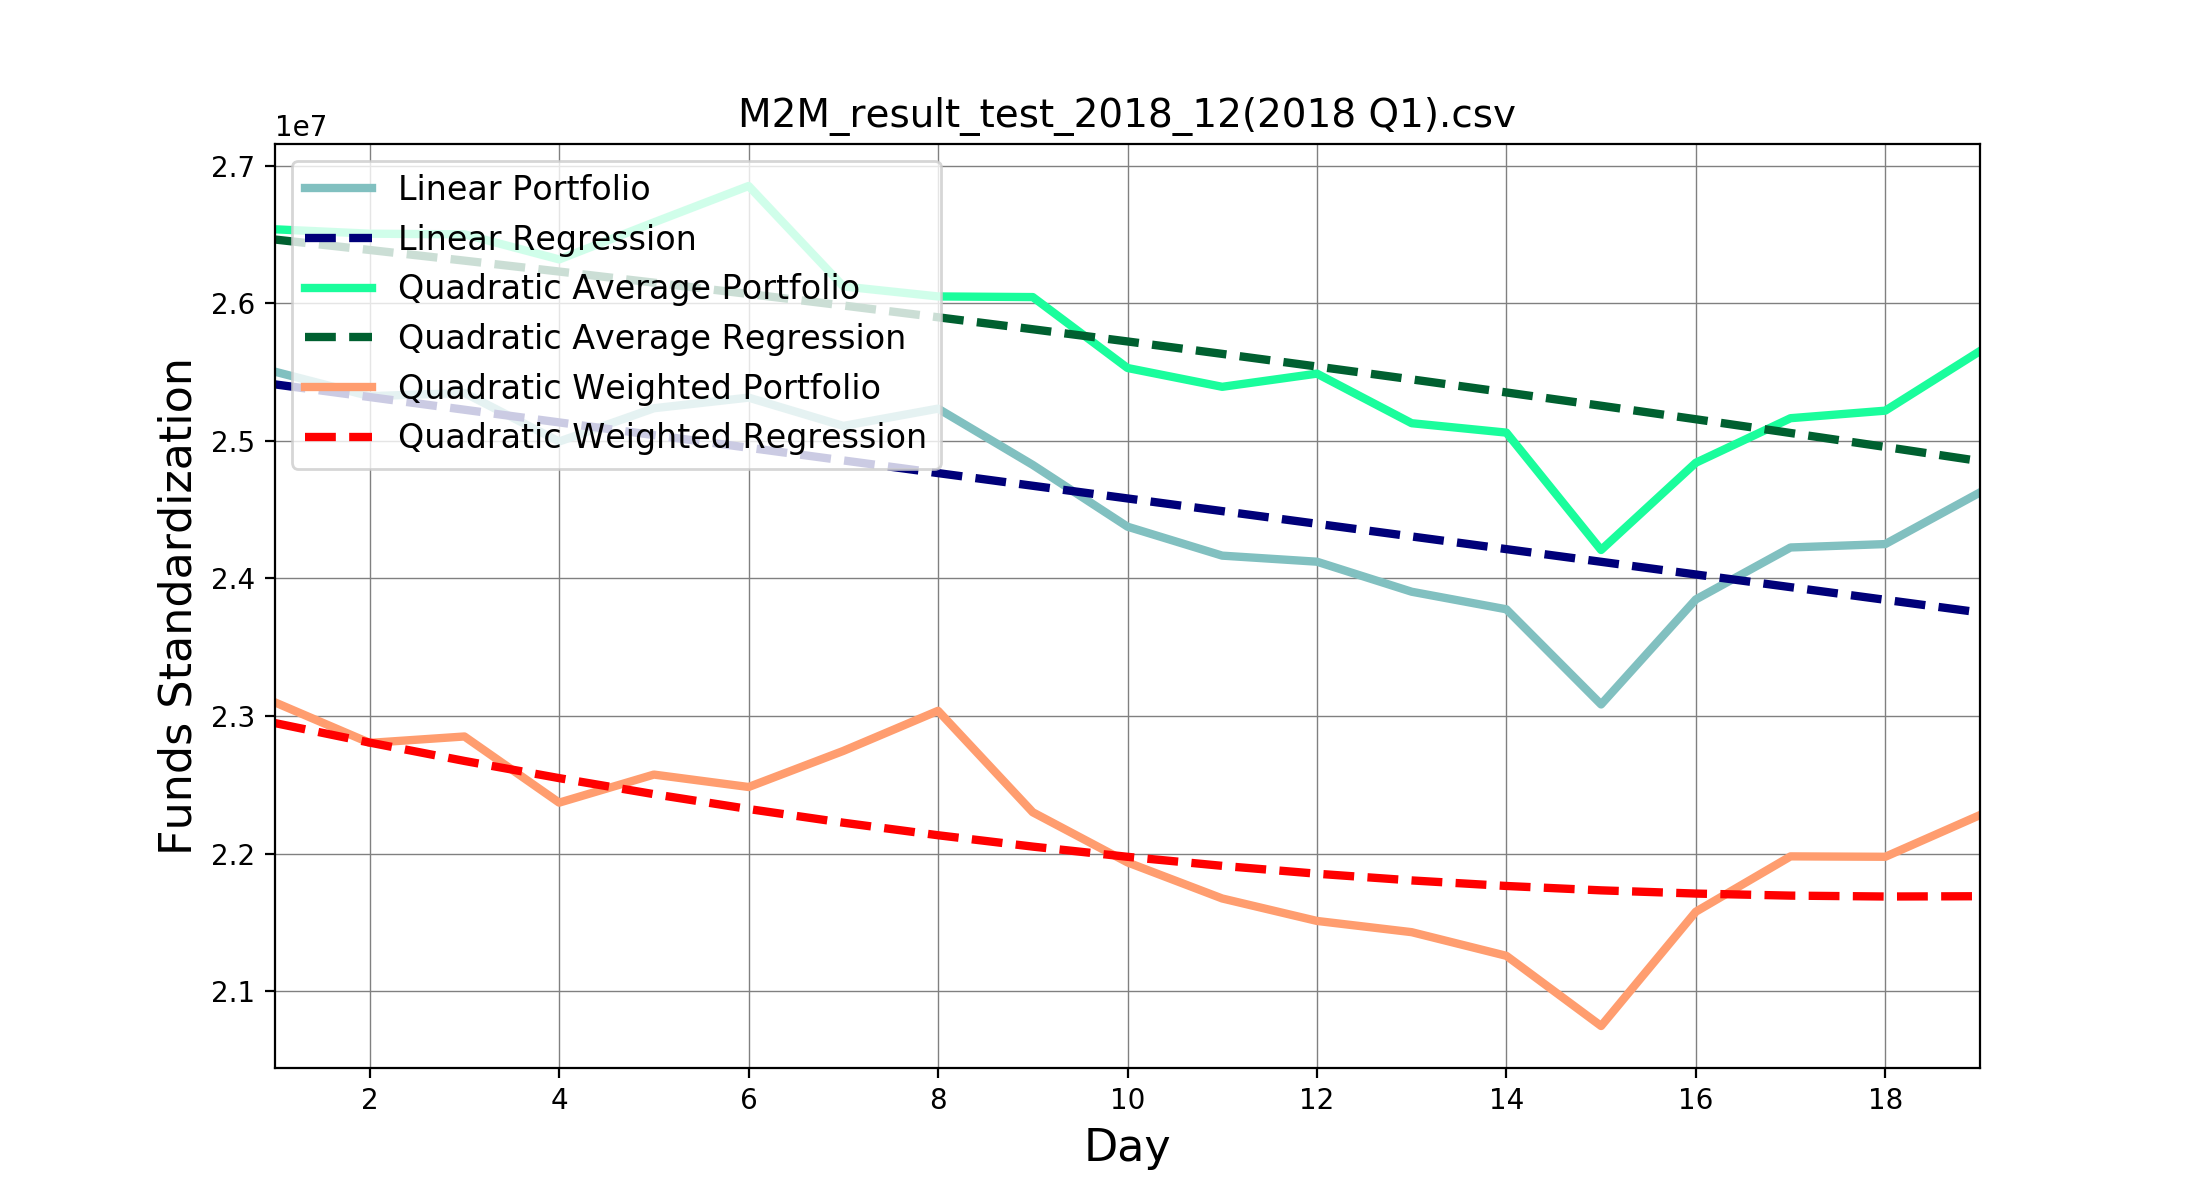 M2M_result_test_2018_12(2018 Q1).csv
1e7
2.7
2.6
2.5
2.4
2.3
2.2
2.1
Funds Standardization
Linear Portfolio
Linear Regression
Quadratic Average Portfolio
Quadratic Average Regression
Quadratic Weighted Portfolio
Quadratic Weighted Regression
2 4 6 8 10 12 14 16 18
Day